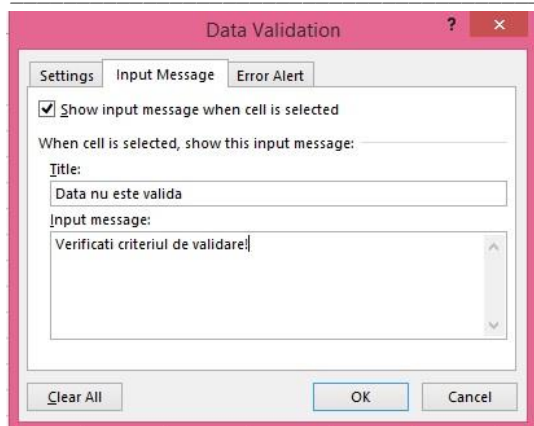 Data Validation ? ×
Settings Input Message Error Alert
Show input message when cell is selected
When cell is selected, show this input message:
Title:
Data nu este valida
Input message:
Verificati criteriul de validare!
Clear All OK Cancel